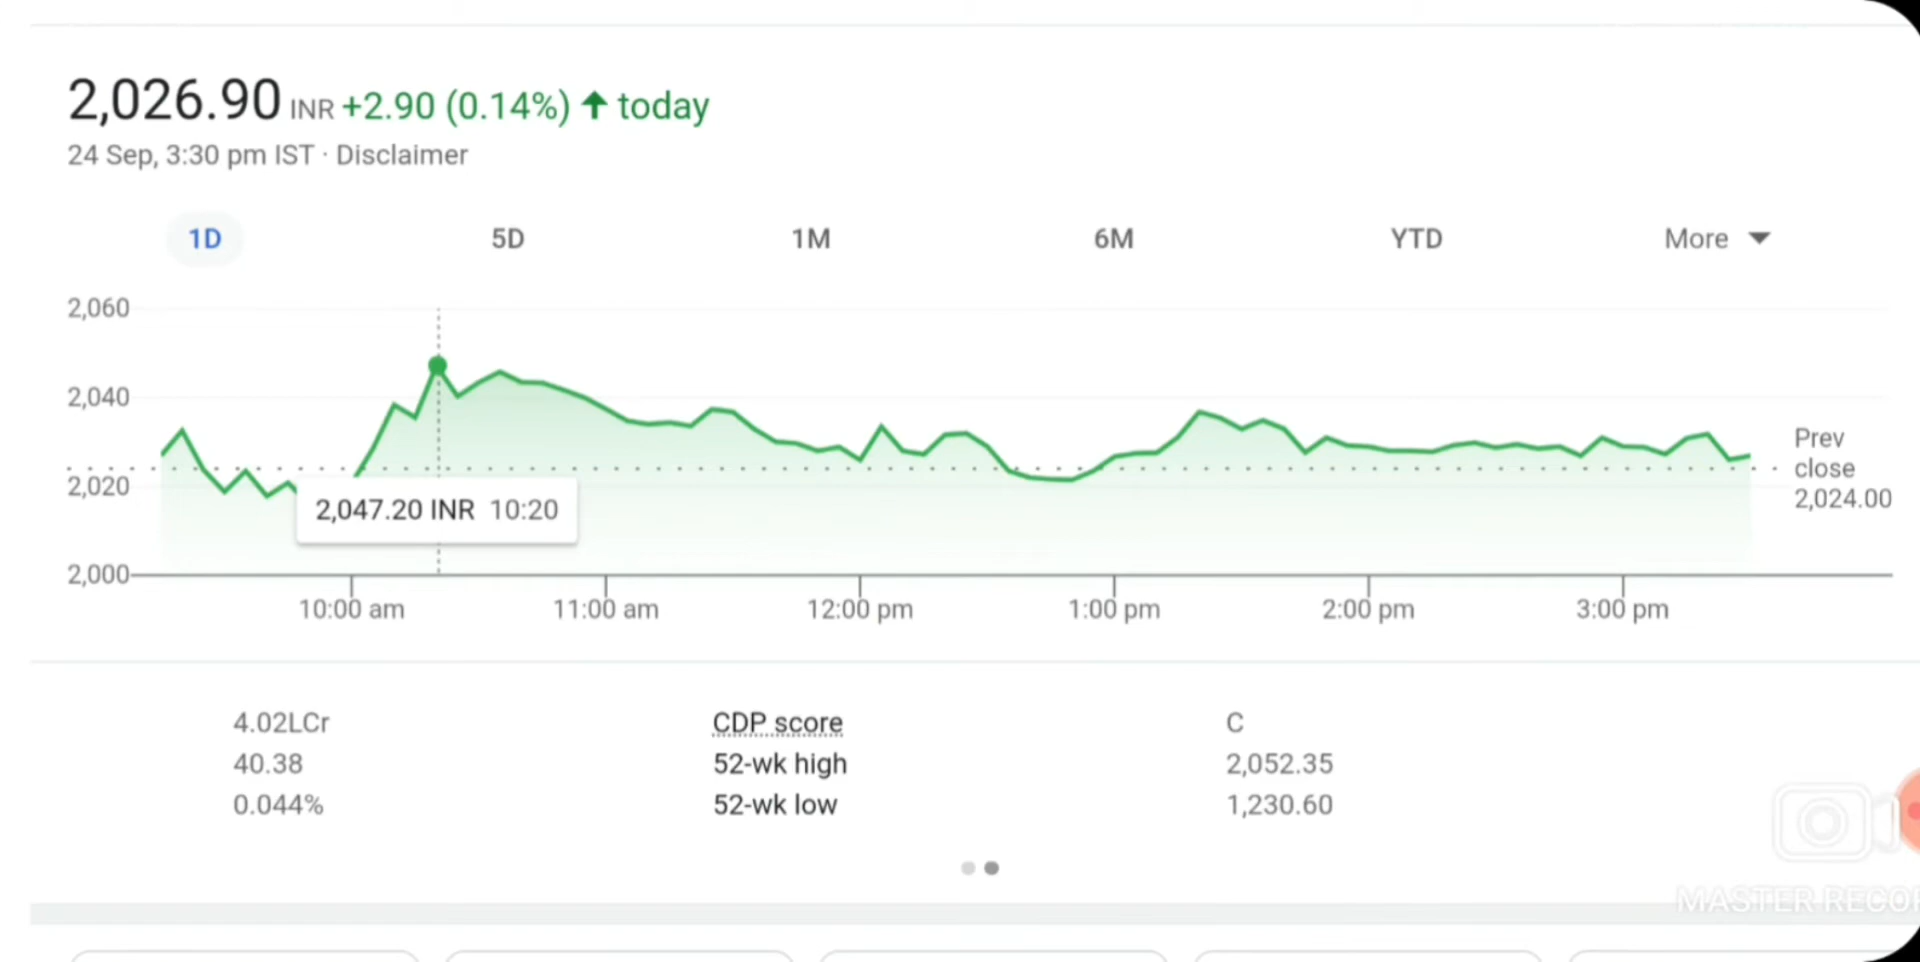 2,026.90 INR +2.90 (0.14%) ↑ today
24 Sep, 3:30 pm IST · Disclaimer
1D 5D 1M 6M YTD More
2,060
2,040
2,020
2,000
2,047.20 INR 10:20
Prev
close
2,024.00
10:00 am 11:00 am 12:00 pm 1:00 pm 2:00 pm 3:00 pm
4.02LCr CDP score C
40.38 52-wk high 2,052.35
0.044% 52-wk low 1,230.60
MASTER RECOR